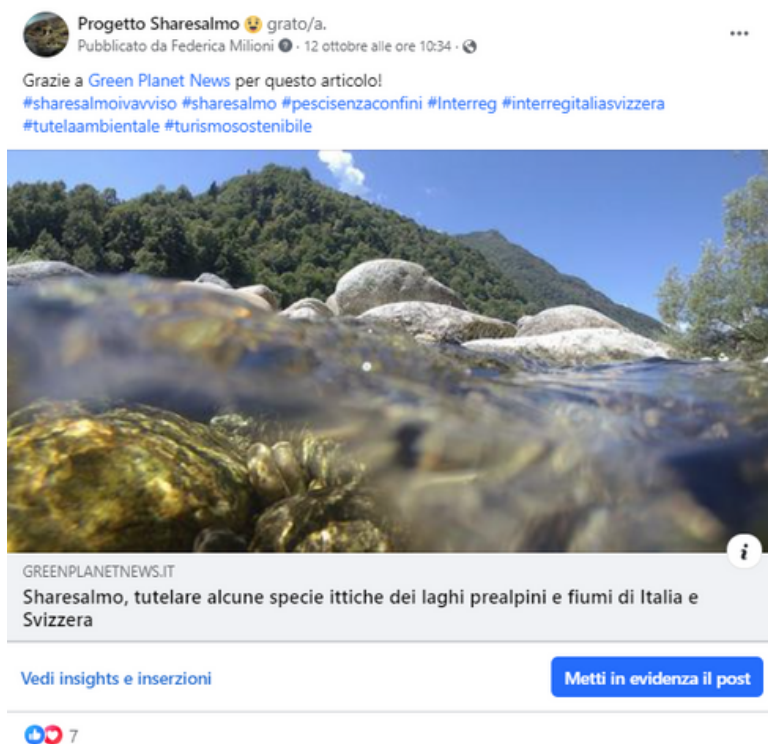 Progetto Sharesalmo 😉 grato/a.
Pubblicato da Federica Milioni · 12 ottobre alle ore 10:34 ·
Grazie a Green Planet News per questo articolo!
#sharesalmoivavviso #sharesalmo #pescisenzaconfini #Interreg #interregitaliasvizzera
#tutelaambientale #turismosostenibile
GREENPLANETNEWS.IT
Sharesalmo, tutelare alcune specie ittiche dei laghi prealpini e fiumi di Italia e
Svizzera
Vedi insights e inserzioni
Metti in evidenza il post
7